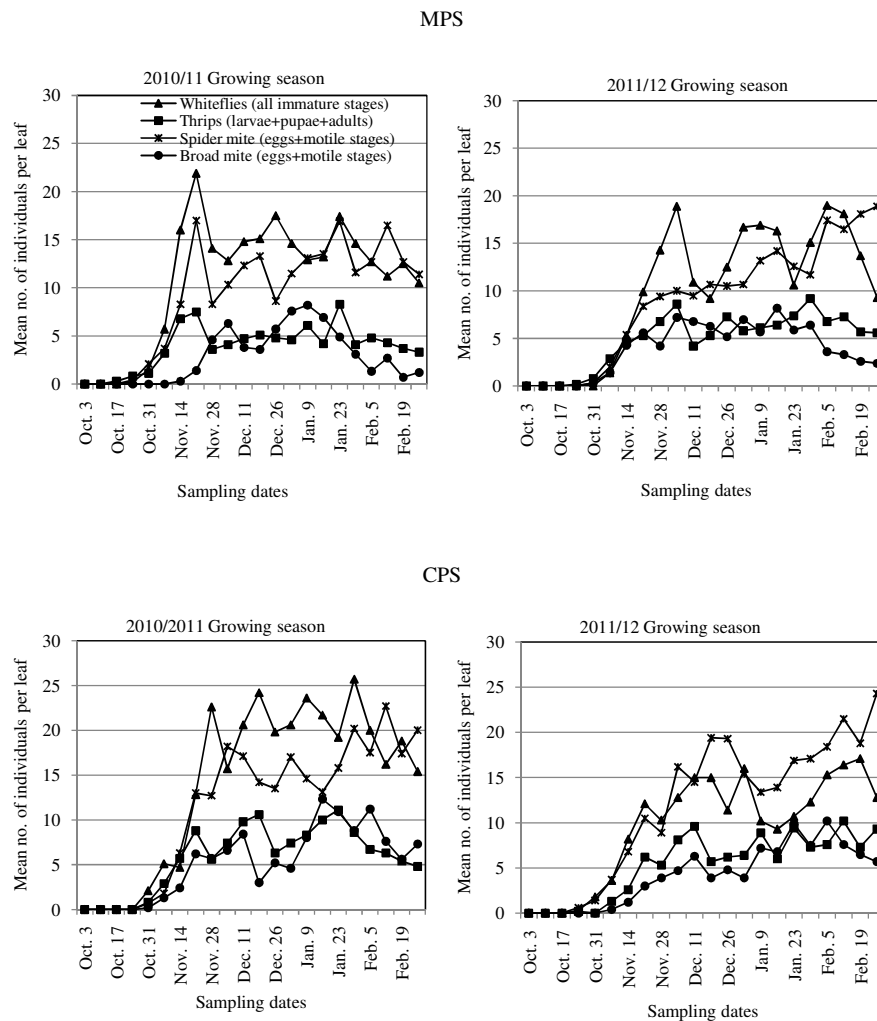 MPS
2010/11 Growing season
30
25
20
15
10
5
0
Mean no. of individuals per leaf
Whiteflies (all immature stages)
Thrips (larvae+pupae+adults)
Spider mite (eggs+motile stages)
Broad mite (eggs+motile stages)
Oct. 3
Oct. 17
Oct. 31
Nov. 14
Nov. 28
Dec. 11
Dec. 26
Jan. 9
Jan. 23
Feb. 5
Feb. 19
Sampling dates
2011/12 Growing season
30
25
20
15
10
5
0
Mean no. of individuals per leaf
Oct. 3
Oct. 17
Oct. 31
Nov. 14
Nov. 28
Dec. 11
Dec. 26
Jan. 9
Jan. 23
Feb. 5
Feb. 19
Sampling dates
CPS
2010/2011 Growing season
30
25
20
15
10
5
0
Mean no. of individuals per leaf
Oct. 3
Oct. 17
Oct. 31
Nov. 14
Nov. 28
Dec. 11
Dec. 26
Jan. 9
Jan. 23
Feb. 5
Feb. 19
Sampling dates
2011/12 Growing season
30
25
20
15
10
5
0
Mean no. of individuals per leaf
Oct. 3
Oct. 17
Oct. 31
Nov. 14
Nov. 28
Dec. 11
Dec. 26
Jan. 9
Jan. 23
Feb. 5
Feb. 19
Sampling dates